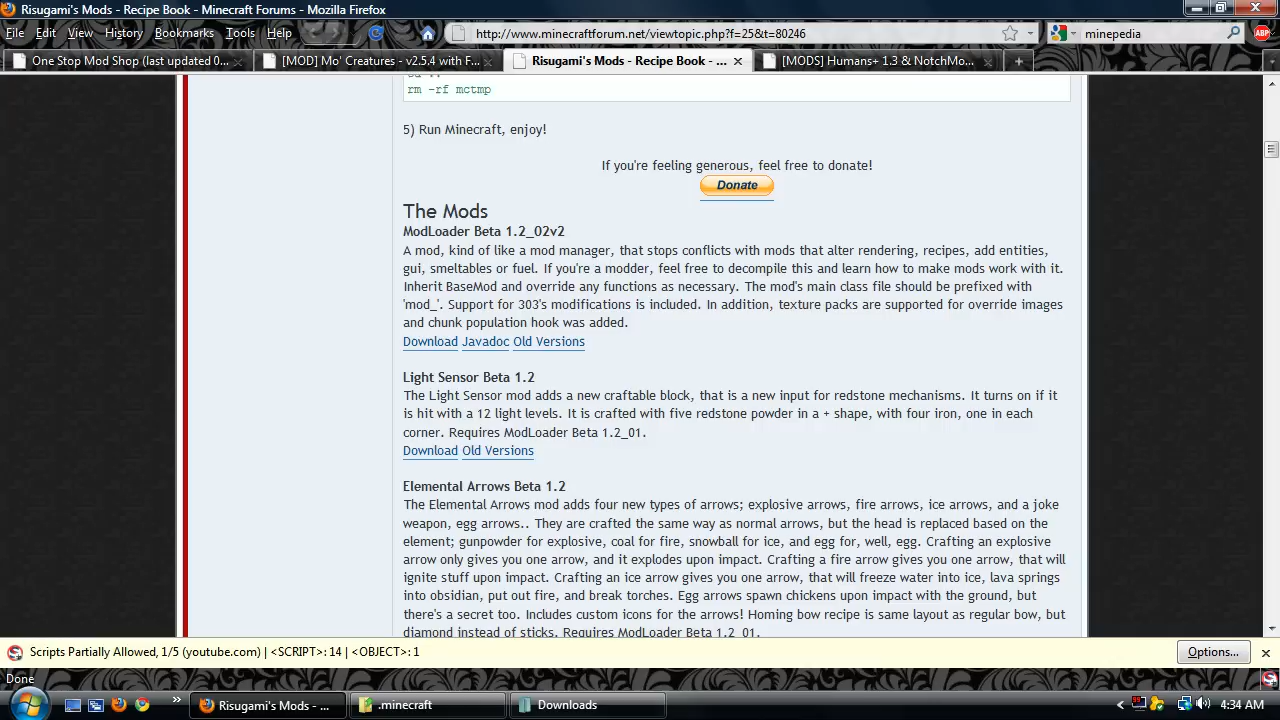 Risugami's Mods - Recipe Book - Minecraft Forums - Mozilla Firefox
File Edit View History Bookmarks Tools Help
http://www.minecraftforum.net/viewtopic.php?f=25&t=80246
minepedia
ABP
One Stop Mod Shop (last updated 0...
[MOD] Mo' Creatures - v2.5.4 with F...
Risugami's Mods - Recipe Book - ...
[MODS] Humans+ 1.3 & NotchMo...
rm -rf mctmp
5) Run Minecraft, enjoy!
If you're feeling generous, feel free to donate!
Donate
The Mods
ModLoader Beta 1.2_02v2
A mod, kind of like a mod manager, that stops conflicts with mods that alter rendering, recipes, add entities,
gui, smeltables or fuel. If you're a modder, feel free to decompile this and learn how to make mods work with it.
Inherit BaseMod and override any functions as necessary. The mod's main class file should be prefixed with
'mod_'. Support for 303's modifications is included. In addition, texture packs are supported for override images
and chunk population hook was added.
Download Javadoc Old Versions
Light Sensor Beta 1.2
The Light Sensor mod adds a new craftable block, that is a new input for redstone mechanisms. It turns on if it
is hit with a 12 light levels. It is crafted with five redstone powder in a + shape, with four iron, one in each
corner. Requires ModLoader Beta 1.2_01.
Download Old Versions
Elemental Arrows Beta 1.2
The Elemental Arrows mod adds four new types of arrows; explosive arrows, fire arrows, ice arrows, and a joke
weapon, egg arrows.. They are crafted the same way as normal arrows, but the head is replaced based on the
element; gunpowder for explosive, coal for fire, snowball for ice, and egg for, well, egg. Crafting an explosive
arrow only gives you one arrow, and it explodes upon impact. Crafting a fire arrow gives you one arrow, that will
ignite stuff upon impact. Crafting an ice arrow gives you one arrow, that will freeze water into ice, lava springs
into obsidian, put out fire, and break torches. Egg arrows spawn chickens upon impact with the ground, but
there's a secret too. Includes custom icons for the arrows! Homing bow recipe is same layout as regular bow, but
diamond instead of sticks. Requires ModLoader Beta 1.2_01.
Scripts Partially Allowed, 1/5 (youtube.com) | <SCRIPT>: 14 | <OBJECT>: 1
Options...
Done
Risugami's Mods - ...
.minecraft
Downloads
4:34 AM